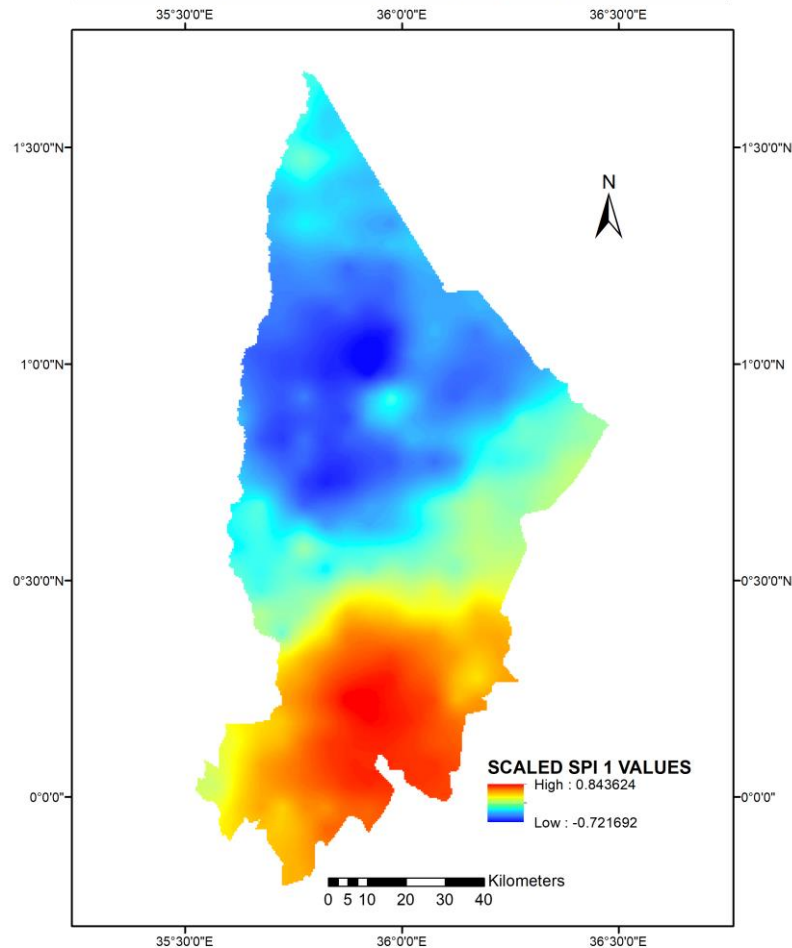 35°30'0"E 36°0'0"E 36°30'0"E
1°30'0"N 1°30'0"N
N
1°0'0"N 1°0'0"N
0°30'0"N 0°30'0"N
SCALED SPI 1 VALUES
High : 0.843624
0°0'0" 0°0'0"
Low : -0.721692
Kilometers
0 5 10 20 30 40
35°30'0"E 36°0'0"E 36°30'0"E